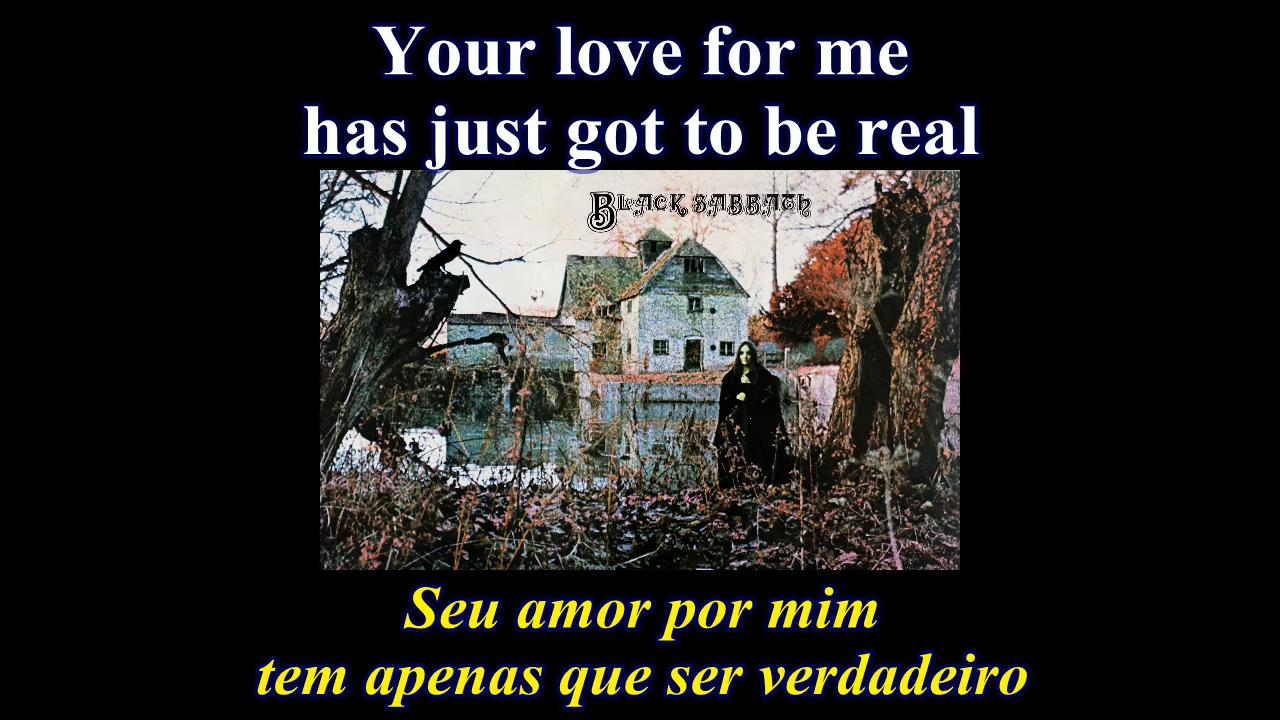 Your love for me
has just got to be real
Black Sabbath
Seu amor por mim
tem apenas que ser verdadeiro